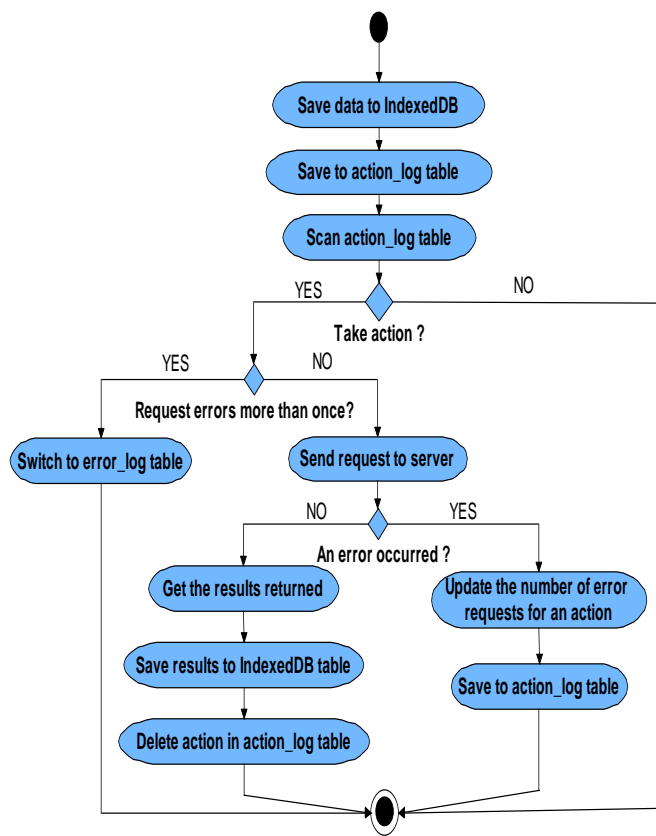 Save data to IndexedDB
Save to action_log table
Scan action_log table
YES
NO
Take action ?
YES
NO
Request errors more than once?
Switch to error_log table
Send request to server
NO
YES
An error occurred ?
Get the results returned
Update the number of error
requests for an action
Save results to IndexedDB table
Save to action_log table
Delete action in action_log table